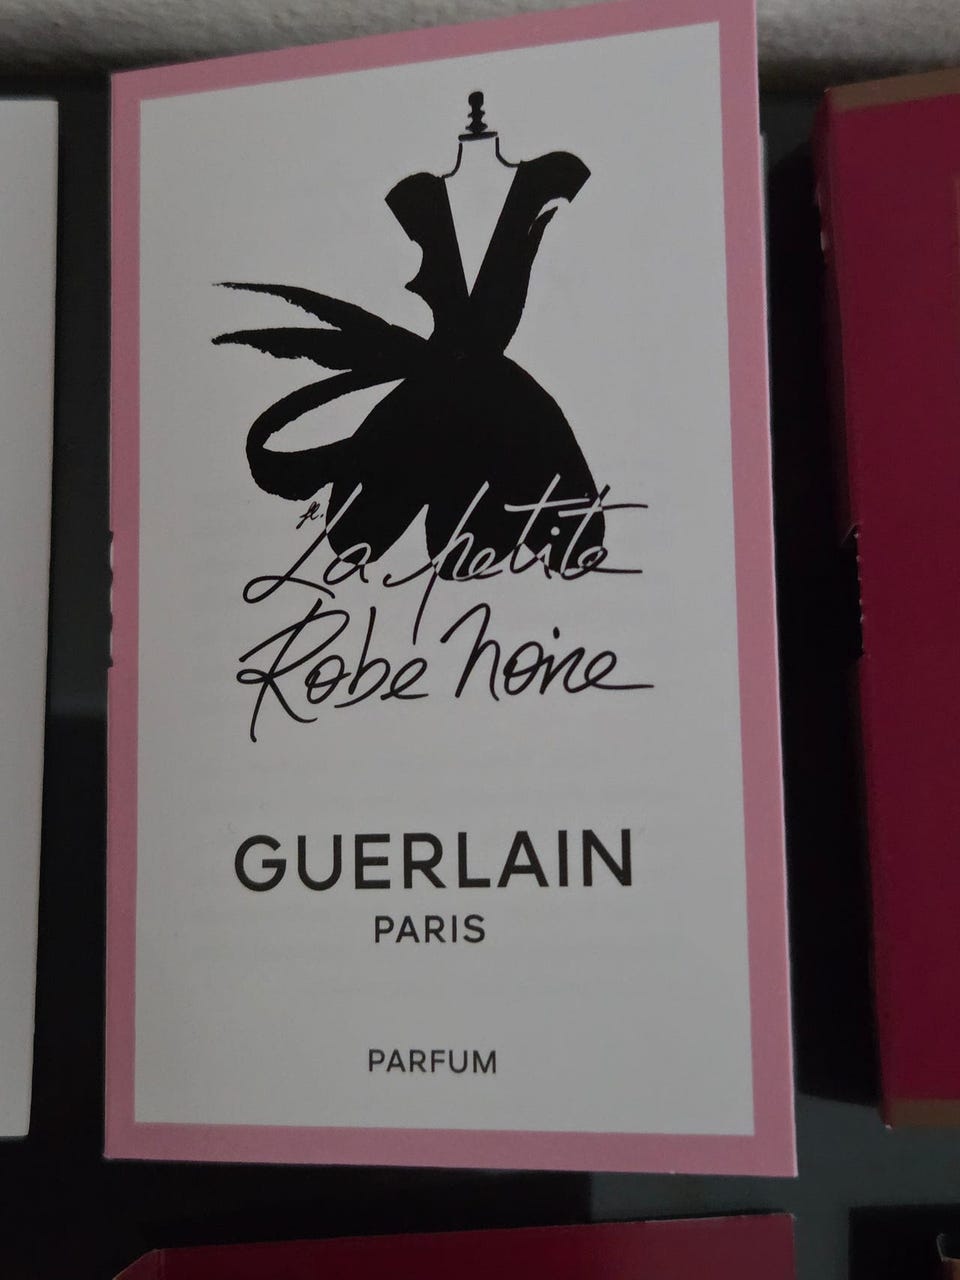 La petite
Robe Noire
GUERLAIN
PARIS
PARFUM